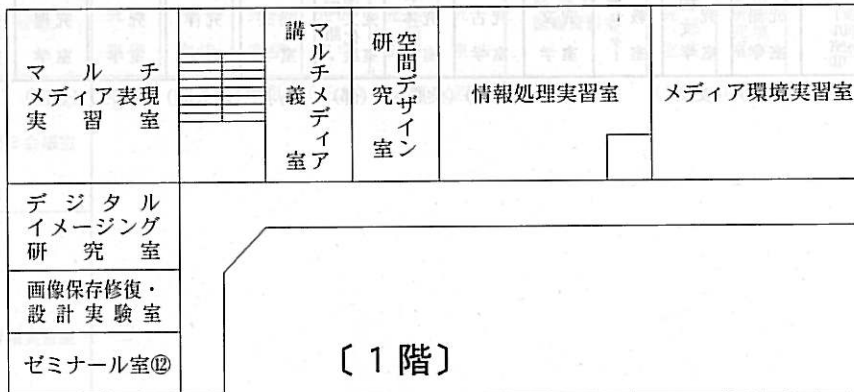 マルチ
メディア表現
実習室
マルチメディア
講義室
空間デザイン
研究室
情報処理実習室
メディア環境実習室
デジタル
イメージング
研究室
画像保存修復・
設計実験室
ゼミナール室⑫
〔1階〕